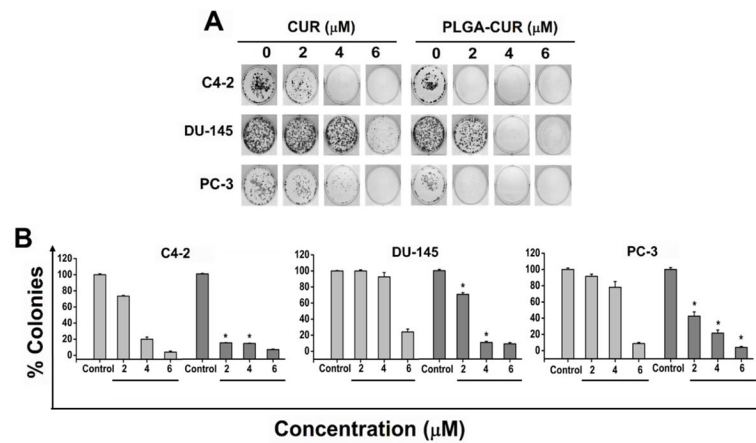 A
CUR (μM) PLGA-CUR (μM)
0 2 4 6 0 2 4 6
C4-2
DU-145
PC-3
B
% Colonies
C4-2
120
100
80
60
40
20
0
* *
Control 2 4 6 Control 2 4 6
DU-145
120
100
80
60
40
20
0
* *
Control 2 4 6 Control 2 4 6
PC-3
120
100
80
60
40
20
0
* * *
Control 2 4 6 Control 2 4 6
Concentration (μM)